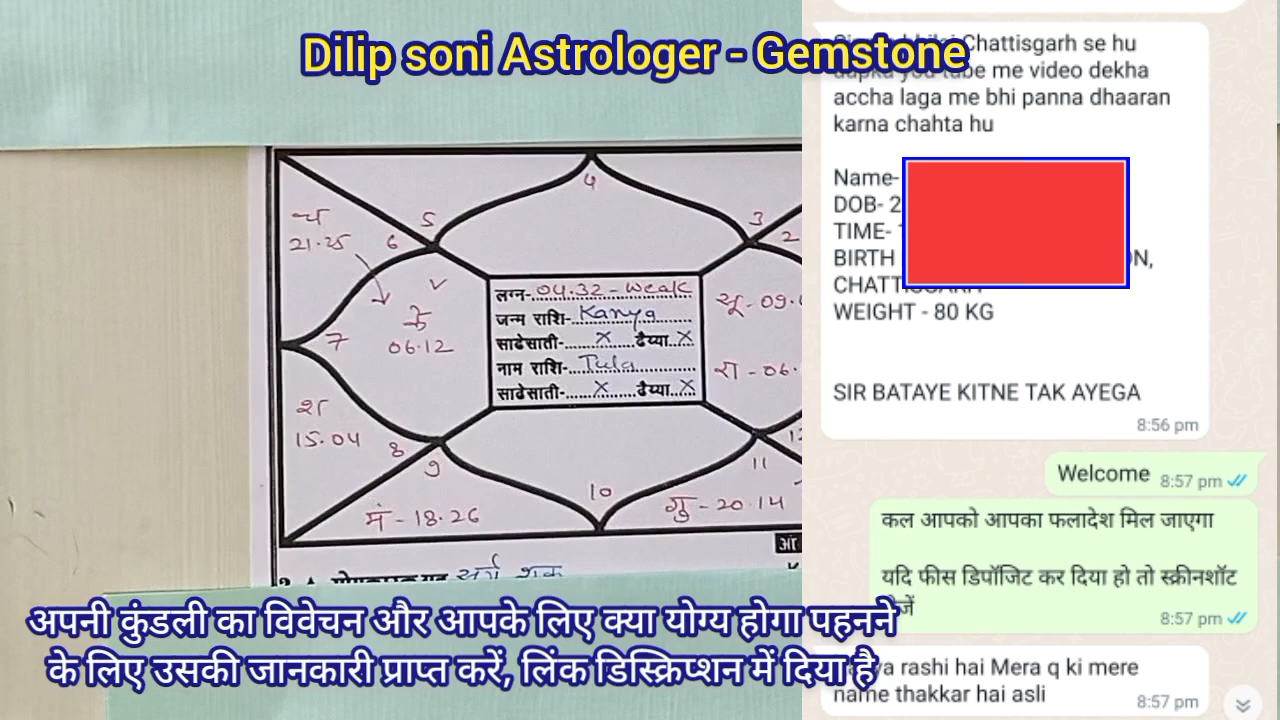 Dilip soni Astrologer - Gemstone
Chattisgarh se hu
aapka you tube me video dekha
accha laga me bhi panna dhaaran
karna chahta hu
Name-
DOB- 2
TIME-
BIRTH
ON,
CHATTISGARH
WEIGHT - 80 KG
SIR BATAYE KITNE TAK AYEGA
8:56 pm
Welcome 8:57 pm
कल आपको आपका फलादेश मिल जाएगा
यदि फीस डिपॉजिट कर दिया हो तो स्क्रीनशॉट
8:57 pm
rashi hai Mera q ki mere
name thakkar hai asli
8:57 pm
4
5
3
2
6
21.25
के
06.12
7
श
15.04
8
9
मं - 18.26
10
गु - 20.14
11
सू - 09.
रा - 06.
लग्न- 04.32 - Weak
जन्म राशि- Kanya
साढेसाती- X ढैय्या X
नाम राशि- Tula
साढेसाती- X ढैय्या X
अपनी कुंडली का विवेचन और आपके लिए क्या योग्य होगा पहनने
के लिए उसकी जानकारी प्राप्त करें, लिंक डिस्क्रिप्शन में दिया है